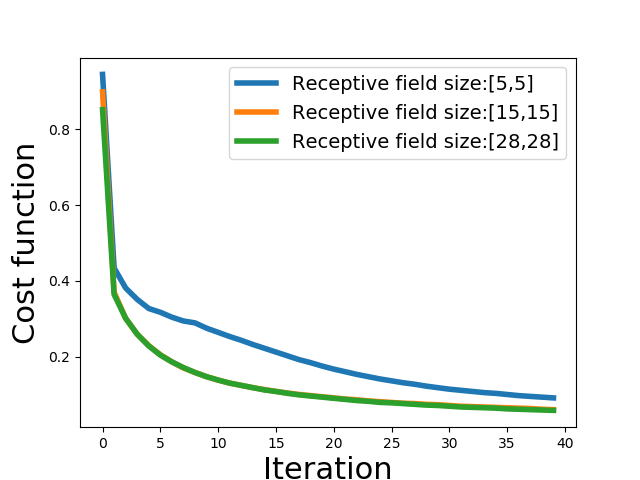 Receptive field size:[5,5]
Receptive field size:[15,15]
Receptive field size:[28,28]
Cost function
0.8
0.6
0.4
0.2
0 5 10 15 20 25 30 35 40
Iteration